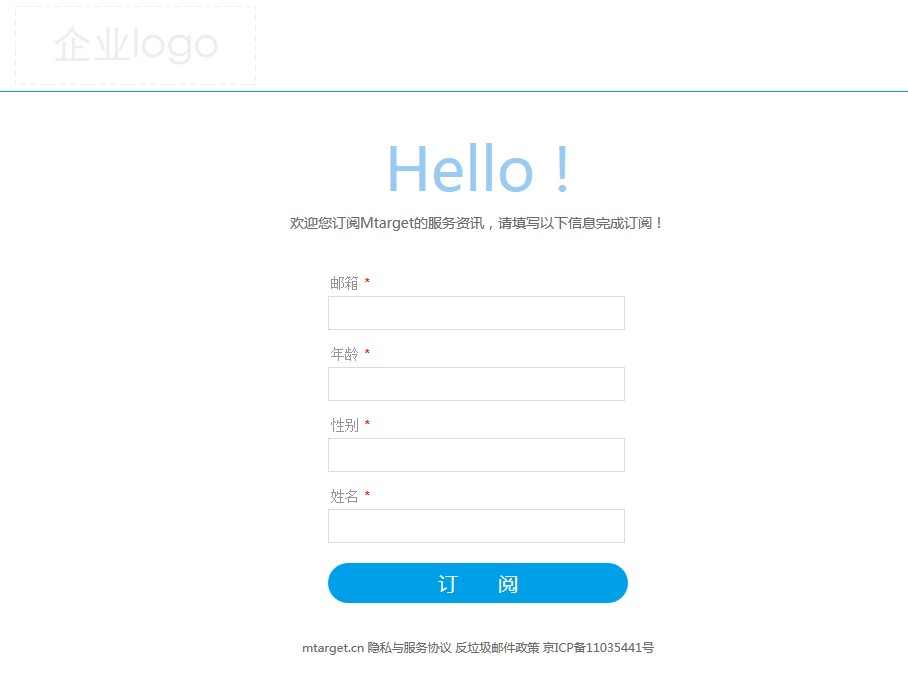 企业logo
Hello！
欢迎您订阅Mtarget的服务资讯，请填写以下信息完成订阅！
邮箱 *
年龄 *
性别 *
姓名 *
订 阅
mtarget.cn 隐私与服务协议 反垃圾邮件政策 京ICP备11035441号